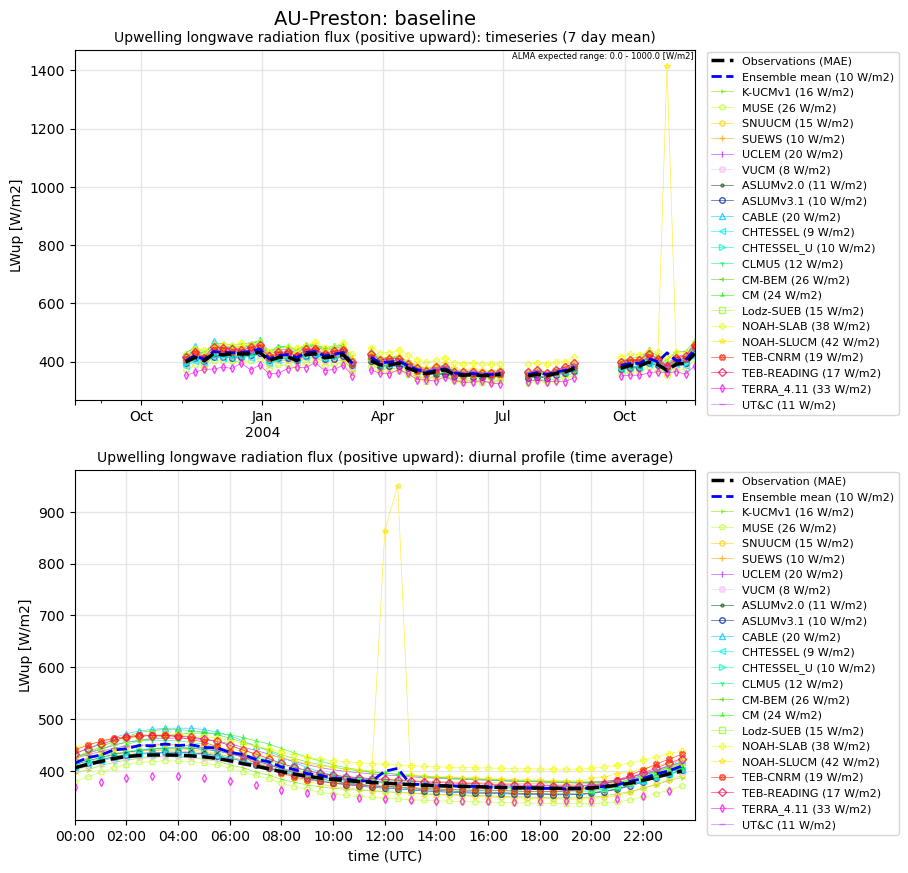 AU-Preston: baseline
Upwelling longwave radiation flux (positive upward): timeseries (7 day mean)
ALMA expected range: 0.0 - 1000.0 [W/m2]
LWup [W/m2]
1400
1200
1000
800
600
400
Oct
Jan
2004
Apr
Jul
Oct
Observations (MAE)
Ensemble mean (10 W/m2)
K-UCMv1 (16 W/m2)
MUSE (26 W/m2)
SNUUCM (15 W/m2)
SUEWS (10 W/m2)
UCLEM (20 W/m2)
VUCM (8 W/m2)
ASLUMv2.0 (11 W/m2)
ASLUMv3.1 (10 W/m2)
CABLE (20 W/m2)
CHTESSEL (9 W/m2)
CHTESSEL_U (10 W/m2)
CLMU5 (12 W/m2)
CM-BEM (26 W/m2)
CM (24 W/m2)
Lodz-SUEB (15 W/m2)
NOAH-SLAB (38 W/m2)
NOAH-SLUCM (42 W/m2)
TEB-CNRM (19 W/m2)
TEB-READING (17 W/m2)
TERRA_4.11 (33 W/m2)
UT&C (11 W/m2)
Upwelling longwave radiation flux (positive upward): diurnal profile (time average)
LWup [W/m2]
900
800
700
600
500
400
00:00
02:00
04:00
06:00
08:00
10:00
12:00
14:00
16:00
18:00
20:00
22:00
time (UTC)
Observation (MAE)
Ensemble mean (10 W/m2)
K-UCMv1 (16 W/m2)
MUSE (26 W/m2)
SNUUCM (15 W/m2)
SUEWS (10 W/m2)
UCLEM (20 W/m2)
VUCM (8 W/m2)
ASLUMv2.0 (11 W/m2)
ASLUMv3.1 (10 W/m2)
CABLE (20 W/m2)
CHTESSEL (9 W/m2)
CHTESSEL_U (10 W/m2)
CLMU5 (12 W/m2)
CM-BEM (26 W/m2)
CM (24 W/m2)
Lodz-SUEB (15 W/m2)
NOAH-SLAB (38 W/m2)
NOAH-SLUCM (42 W/m2)
TEB-CNRM (19 W/m2)
TEB-READING (17 W/m2)
TERRA_4.11 (33 W/m2)
UT&C (11 W/m2)